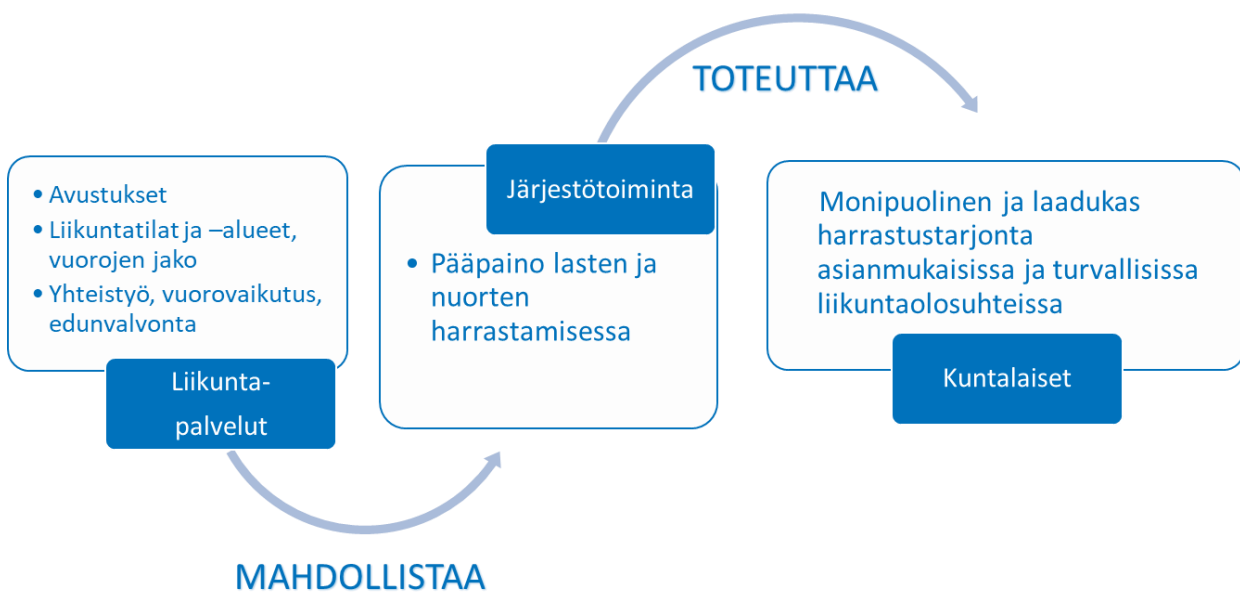 TOTEUTTAA
• Avustukset
• Liikuntatilat ja –alueet,
vuorojen jako
• Yhteistyö, vuorovaikutus,
edunvalvonta
Liikunta-
palvelut
MAHDOLLISTAA
Järjestötoiminta
• Pääpaino lasten ja
nuorten
harrastamisessa
Monipuolinen ja laadukas
harrastustarjonta
asianmukaisissa ja turvallisissa
liikuntaolosuhteissa
Kuntalaiset